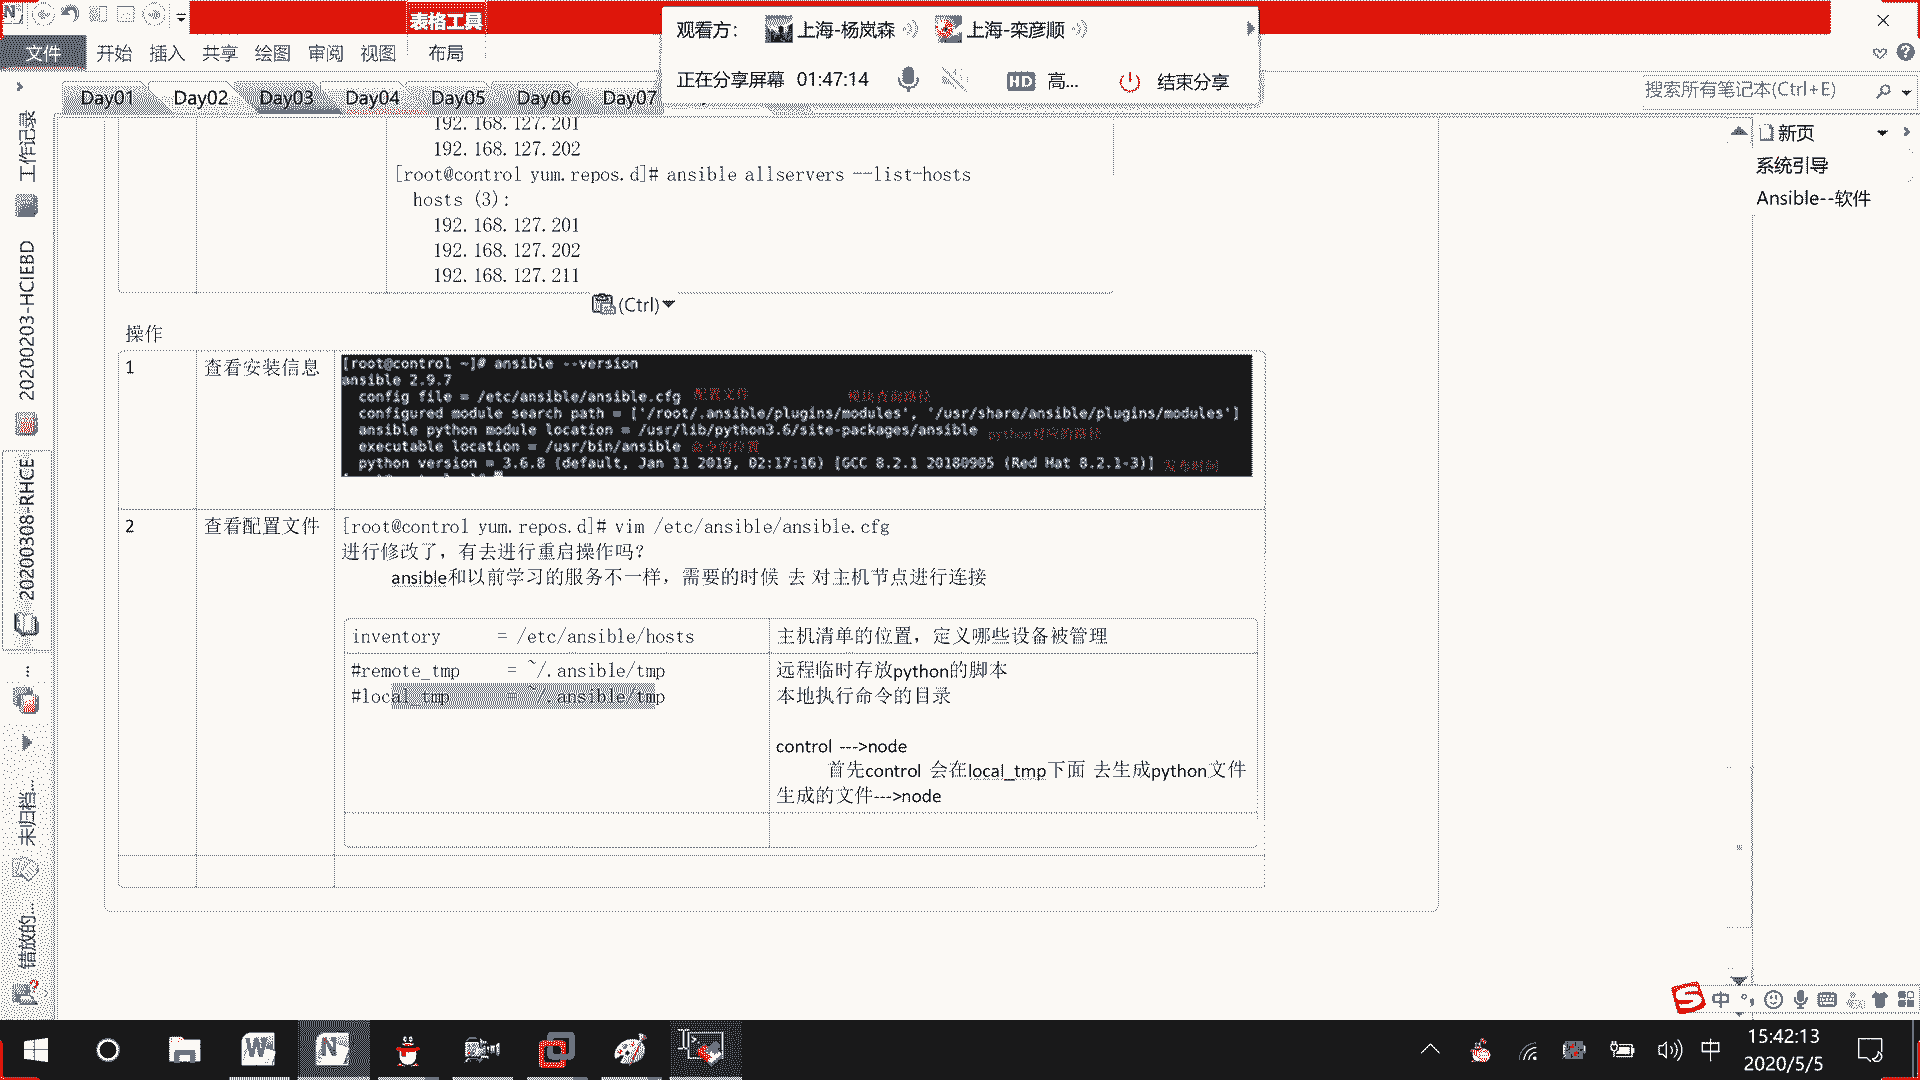 表格工具
文件 开始 插入 共享 绘图 审阅 视图 布局
观看方： 上海-杨岚森 上海-栾彦顺
正在分享屏幕 01:47:14 HD 高... 结束分享
Day01 Day02 Day03 Day04 Day05 Day06 Day07
搜索所有笔记本(Ctrl+E)
新页
系统引导
Ansible--软件
工作记录
20200203-HCIEBD
20200308-RHCE
未归档...
错放的...
192.168.127.201
192.168.127.202
[root@control yum.repos.d]# ansible allservers --list-hosts
hosts (3):
192.168.127.201
192.168.127.202
192.168.127.211
(Ctrl)
操作
1 查看安装信息
[root@control ~]# ansible --version
ansible 2.9.7
config file = /etc/ansible/ansible.cfg 配置文件 模块查询路径
configured module search path = ['/root/.ansible/plugins/modules', '/usr/share/ansible/plugins/modules']
ansible python module location = /usr/lib/python3.6/site-packages/ansible python对应的路径
executable location = /usr/bin/ansible 命令的位置
python version = 3.6.8 (default, Jan 11 2019, 02:17:16) [GCC 8.2.1 20180905 (Red Hat 8.2.1-3)] 发布时间
2 查看配置文件
[root@control yum.repos.d]# vim /etc/ansible/ansible.cfg
进行修改了，有去进行重启操作吗？
ansible和以前学习的服务不一样，需要的时候 去 对主机节点进行连接
inventory = /etc/ansible/hosts 主机清单的位置，定义哪些设备被管理
#remote_tmp = ~/.ansible/tmp 远程临时存放python的脚本
#local_tmp = ~/.ansible/tmp 本地执行命令的目录
control --->node
首先control 会在local_tmp下面 去生成python文件
生成的文件--->node
中
中
15:42:13
2020/5/5